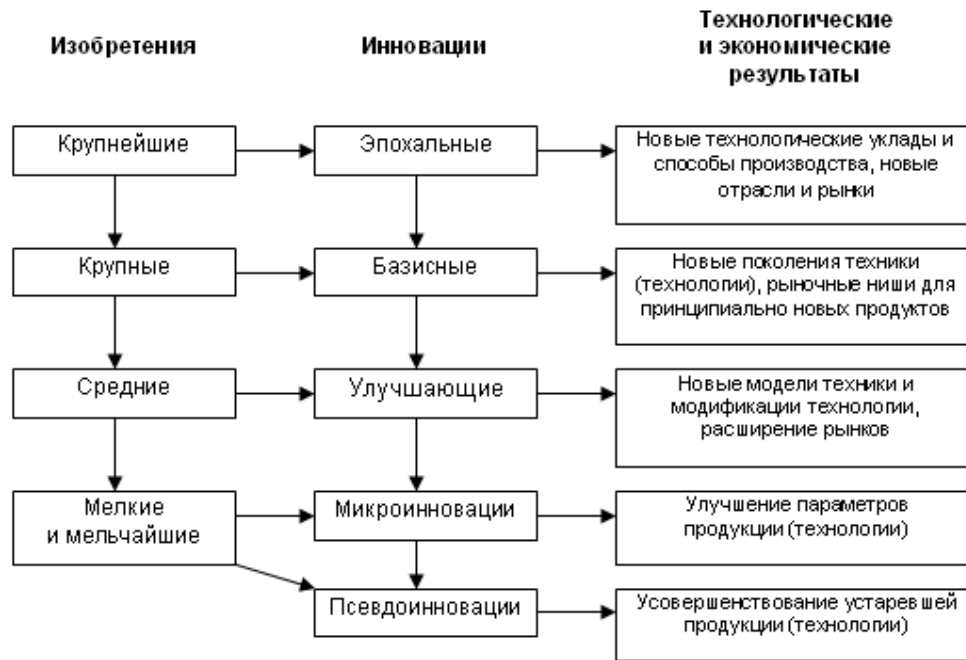 Изобретения
Инновации
Технологические
и экономические
результаты
Крупнейшие
Эпохальные
Новые технологические уклады и
способы производства, новые
отрасли и рынки
Крупные
Базисные
Новые поколения техники
(технологии), рыночные ниши для
принципиально новых продуктов
Средние
Улучшающие
Новые модели техники и
модификации технологии,
расширение рынков
Мелкие
и мельчайшие
Микроинновации
Улучшение параметров
продукции (технологии)
Псевдоинновации
Усовершенствование устаревшей
продукции (технологии)